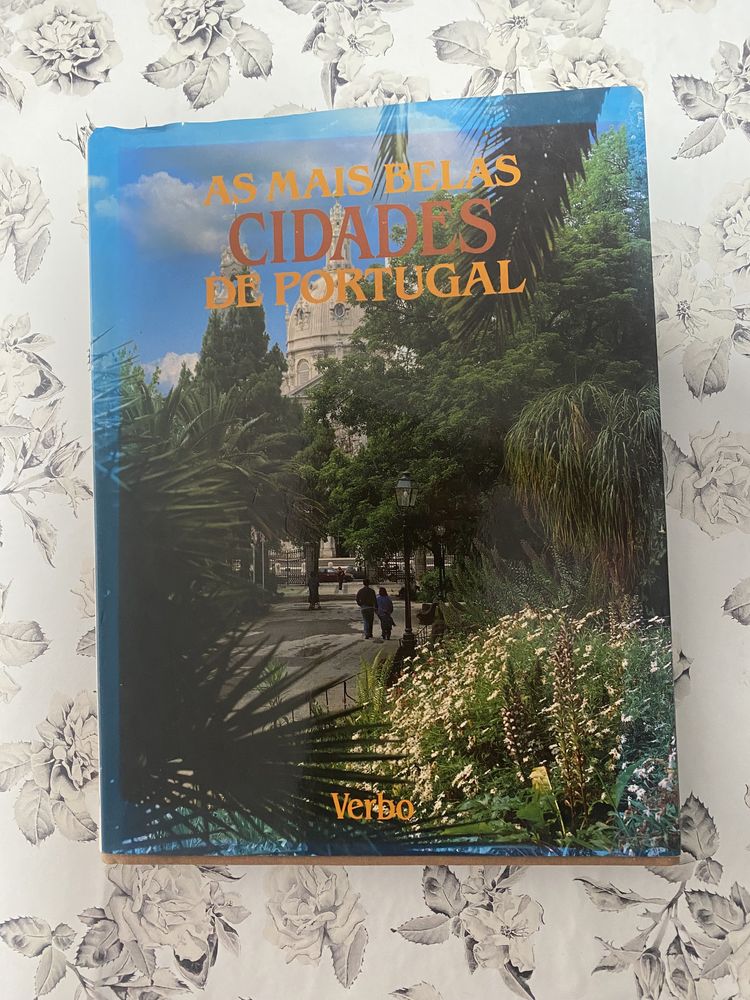 AS MAIS BELAS
CIDADES
DE PORTUGAL
Verbo